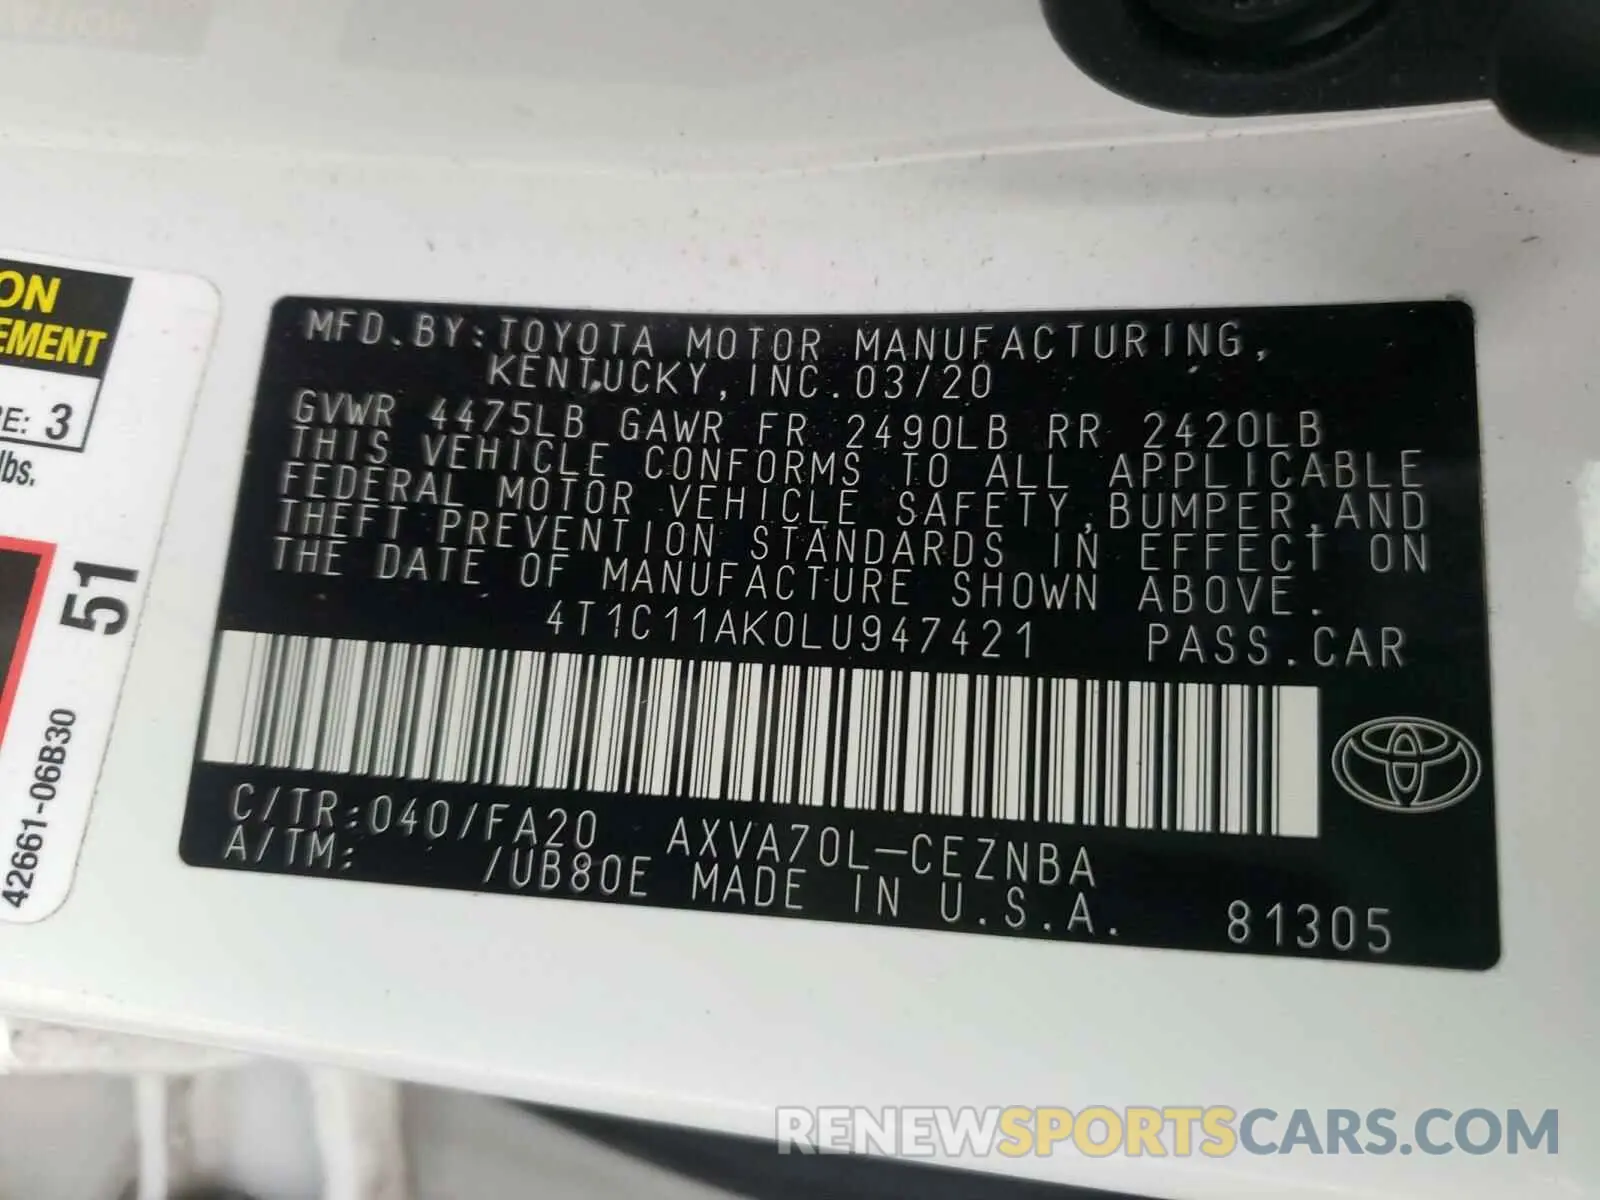 ON
EMENT
RE: 3
lbs.
51
42661-06B30
MFD.BY:TOYOTA MOTOR MANUFACTURING,
KENTUCKY,INC.03/20
GVWR 4475LB GAWR FR 2490LB RR 2420LB
THIS VEHICLE CONFORMS TO ALL APPLICABLE
FEDERAL MOTOR VEHICLE SAFETY,BUMPER,AND
THEFT PREVENTION STANDARDS IN EFFECT ON
THE DATE OF MANUFACTURE SHOWN ABOVE.
4T1C11AK0LU947421 PASS.CAR
C/TR:040/FA20 AXVA70L-CEZNBA
A/TM: /UB80E MADE IN U.S.A. 81305
RENEWSPORTSCARS.COM